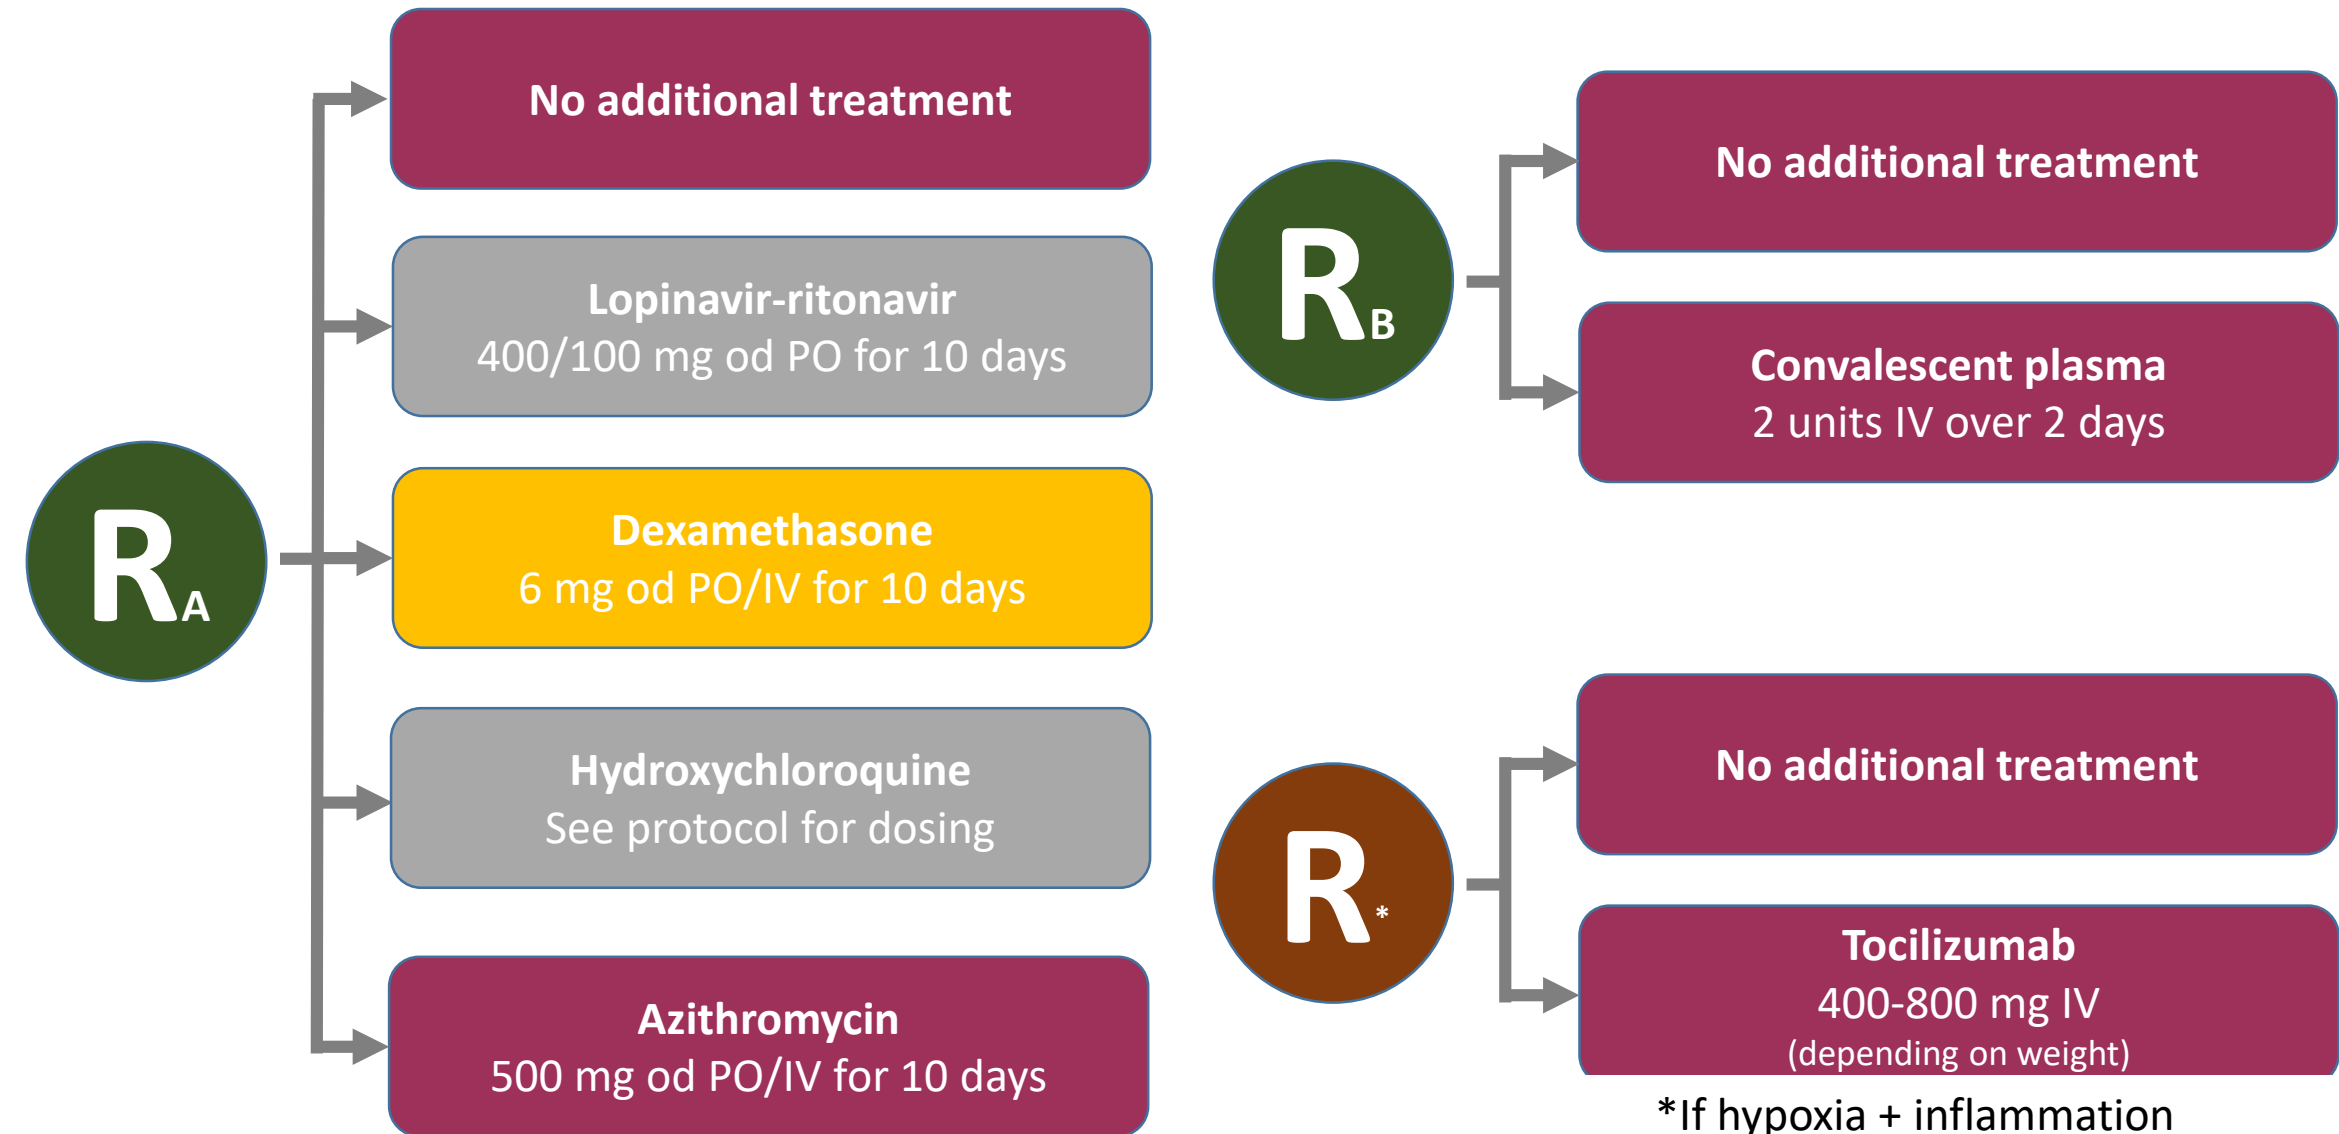 RA
No additional treatment
Lopinavir-ritonavir
400/100 mg od PO for 10 days
Dexamethasone
6 mg od PO/IV for 10 days
Hydroxychloroquine
See protocol for dosing
Azithromycin
500 mg od PO/IV for 10 days
RB
No additional treatment
Convalescent plasma
2 units IV over 2 days
R*
No additional treatment
Tocilizumab
400-800 mg IV
(depending on weight)
*If hypoxia + inflammation